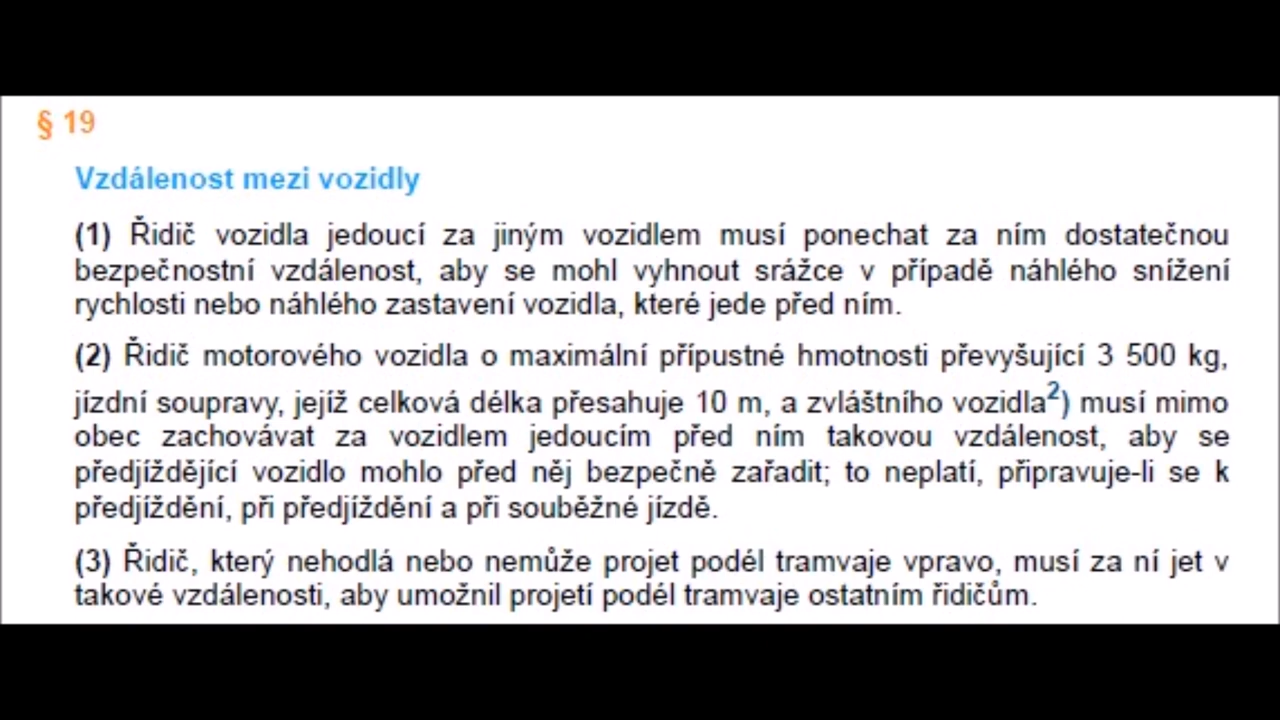 § 19
Vzdálenost mezi vozidly
(1) Řidič vozidla jedoucí za jiným vozidlem musí ponechat za ním dostatečnou
bezpečnostní vzdálenost, aby se mohl vyhnout srážce v případě náhlého snížení
rychlosti nebo náhlého zastavení vozidla, které jede před ním.
(2) Řidič motorového vozidla o maximální přípustné hmotnosti převyšující 3 500 kg,
jízdní soupravy, jejíž celková délka přesahuje 10 m, a zvláštního vozidla²) musí mimo
obec zachovávat za vozidlem jedoucím před ním takovou vzdálenost, aby se
předjíždějící vozidlo mohlo před něj bezpečně zařadit; to neplatí, připravuje-li se k
předjíždění, při předjíždění a při souběžné jízdě.
(3) Řidič, který nehodlá nebo nemůže projet podél tramvaje vpravo, musí za ní jet v
takové vzdálenosti, aby umožnil projetí podél tramvaje ostatním řidičům.